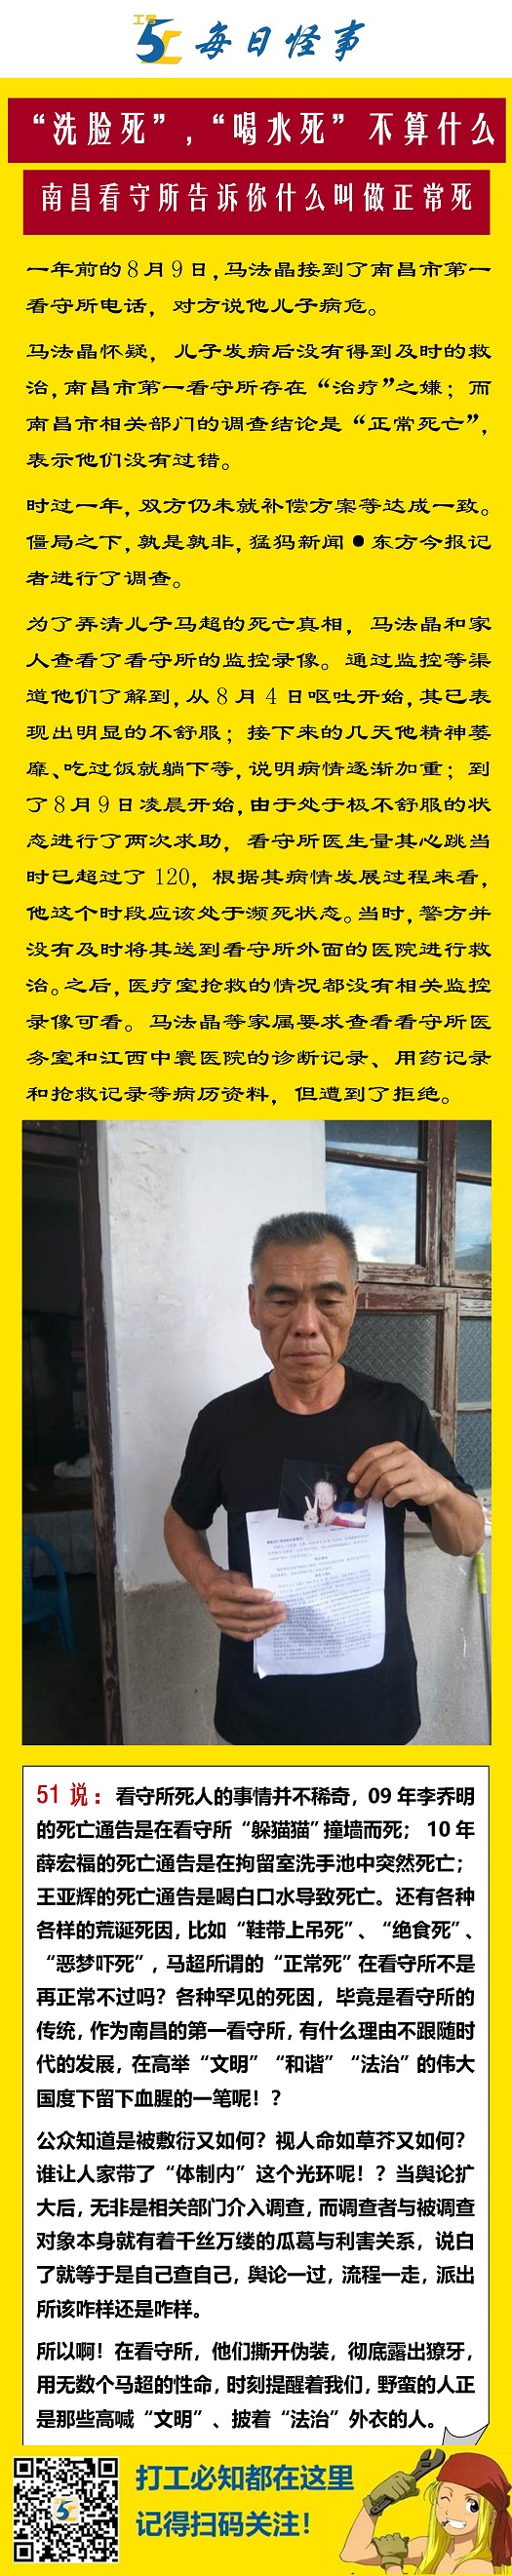 工号
51 每日怪事
“洗脸死”，“喝水死”不算什么
南昌看守所告诉你什么叫做正常死
一年前的8月9日，马法晶接到了南昌市第一
看守所电话，对方说他儿子病危。
马法晶怀疑，儿子发病后没有得到及时的救
治，南昌市第一看守所存在“治疗”之嫌；而
南昌市相关部门的调查结论是“正常死亡”，
表示他们没有过错。
时过一年，双方仍未就补偿方案等达成一致。
僵局之下，孰是孰非，猛犸新闻●东方今报记
者进行了调查。
为了弄清儿子马超的死亡真相，马法晶和家
人查看了看守所的监控录像。通过监控等渠
道他们了解到，从8月4日呕吐开始，其已表
现出明显的不舒服；接下来的几天他精神萎
靡、吃过饭就躺下等，说明病情逐渐加重；到
了8月9日凌晨开始，由于处于极不舒服的状
态进行了两次求助，看守所医生量其心跳当
时已超过了120，根据其病情发展过程来看，
他这个时段应该处于濒死状态。当时，警方并
没有及时将其送到看守所外面的医院进行救
治。之后，医疗室抢救的情况都没有相关监控
录像可看。马法晶等家属要求查看看守所医
务室和江西中寰医院的诊断记录、用药记录
和抢救记录等病历资料，但遭到了拒绝。
51 说：看守所死人的事情并不稀奇，09年李乔明
的死亡通告是在看守所“躲猫猫”撞墙而死；10年
薛宏福的死亡通告是在拘留室洗手池中突然死亡；
王亚辉的死亡通告是喝白口水导致死亡。还有各种
各样的荒诞死因，比如“鞋带上吊死”、“绝食死”、
“恶梦吓死”，马超所谓的“正常死”在看守所不是
再正常不过吗？各种罕见的死因，毕竟是看守所的
传统，作为南昌的第一看守所，有什么理由不跟随时
代的发展，在高举“文明”“和谐”“法治”的伟大
国度下留下血腥的一笔呢！？
公众知道是被敷衍又如何？视人命如草芥又如何？
谁让人家带了“体制内”这个光环呢！？当舆论扩
大后，无非是相关部门介入调查，而调查者与被调查
对象本身就有着千丝万缕的瓜葛与利害关系，说白
了就等于是自己查自己，舆论一过，流程一走，派出
所该咋样还是咋样。
所以啊！在看守所，他们撕开伪装，彻底露出獠牙，
用无数个马超的性命，时刻提醒着我们，野蛮的人正
是那些高喊“文明”、披着“法治”外衣的人。
打工必知都在这里
记得扫码关注！